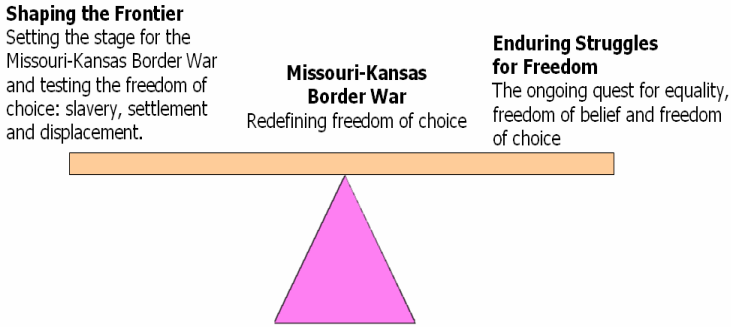 Shaping the Frontier
Setting the stage for the
Missouri-Kansas Border War
and testing the freedom of
choice: slavery, settlement
and displacement.
Missouri-Kansas
Border War
Redefining freedom of choice
Enduring Struggles
for Freedom
The ongoing quest for equality,
freedom of belief and freedom
of choice